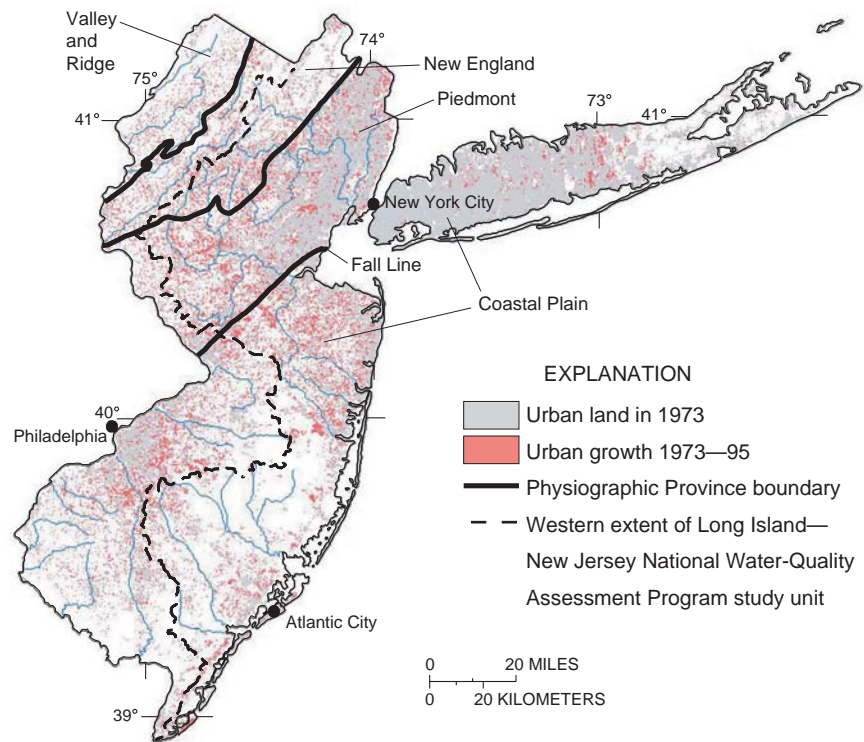 Valley
and
Ridge
74°
New England
75°
Piedmont
73°
41°
41°
New York City
Fall Line
Coastal Plain
EXPLANATION
40°
Philadelphia
Urban land in 1973
Urban growth 1973—95
Physiographic Province boundary
Western extent of Long Island—
New Jersey National Water-Quality
Assessment Program study unit
Atlantic City
0 20 MILES
0 20 KILOMETERS
39°